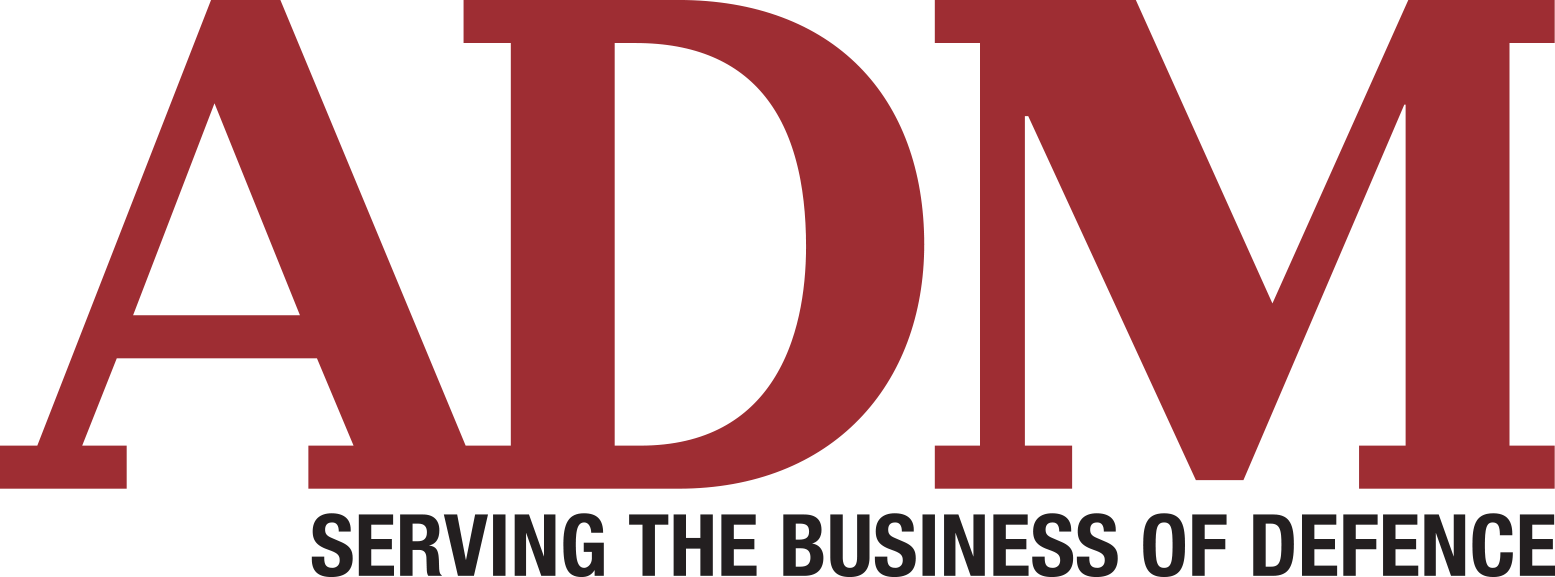 ADM
SERVING THE BUSINESS OF DEFENCE